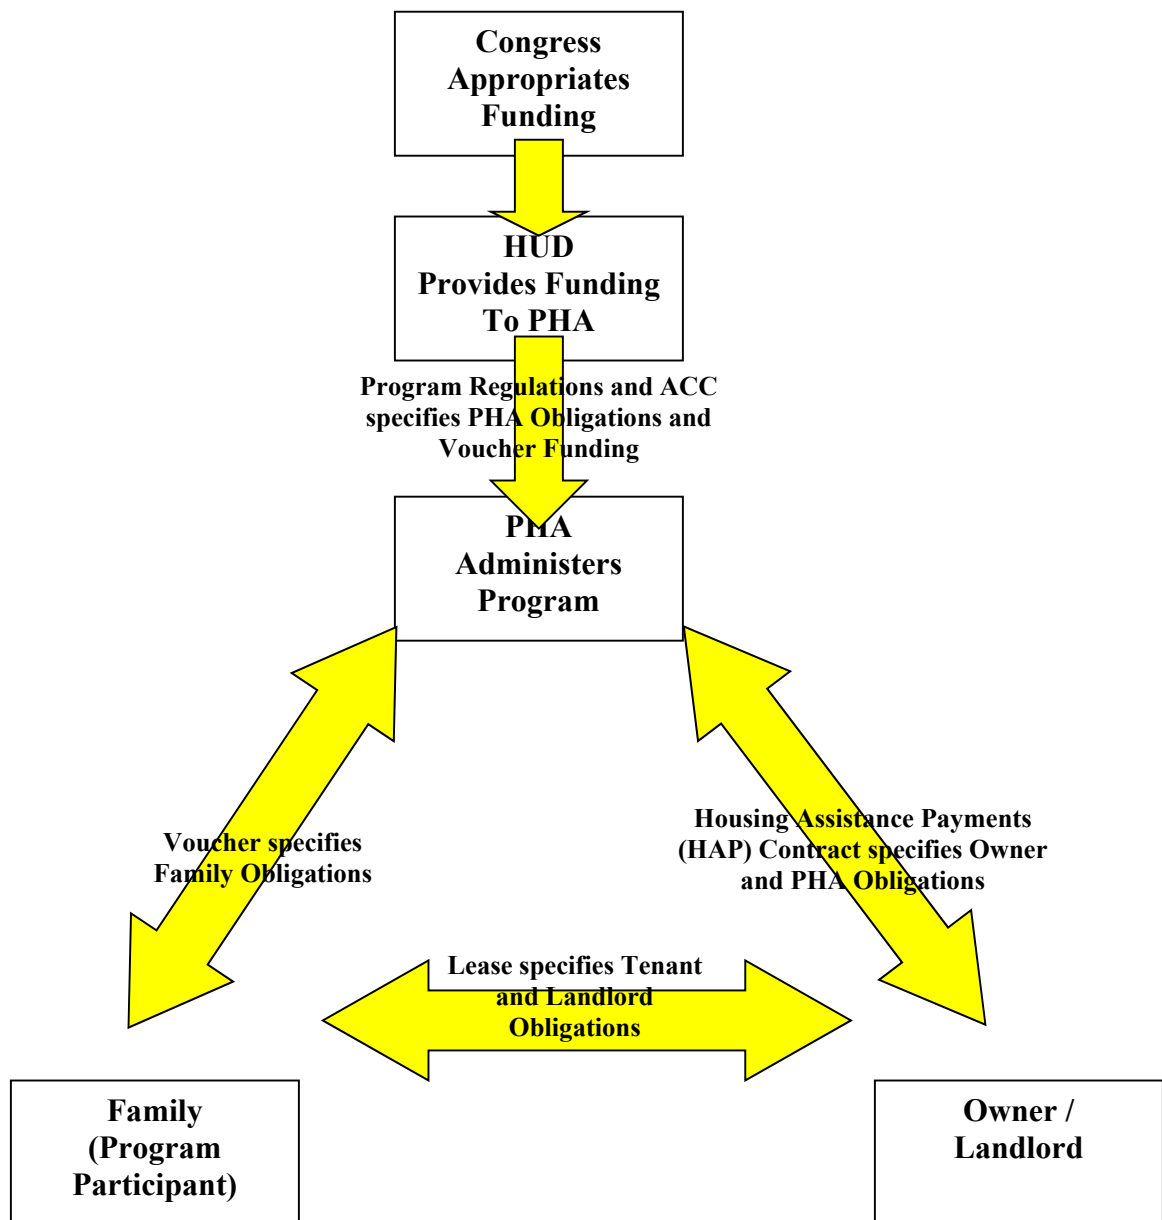 Congress
Appropriates
Funding
HUD
Provides Funding
To PHA
Program Regulations and ACC
specifies PHA Obligations and
Voucher Funding
PHA
Administers
Program
Voucher specifies
Family Obligations
Housing Assistance Payments
(HAP) Contract specifies Owner
and PHA Obligations
Lease specifies Tenant
and Landlord
Obligations
Family
(Program
Participant)
Owner /
Landlord